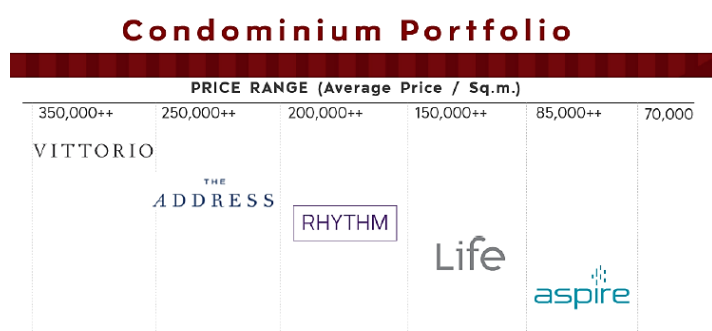 Condominium Portfolio
PRICE RANGE (Average Price / Sq.m.)
350,000++ 250,000++ 200,000++ 150,000++ 85,000++ 70,000
VITTORIO
THE
ADDRESS
RHYTHM
Life
aspire